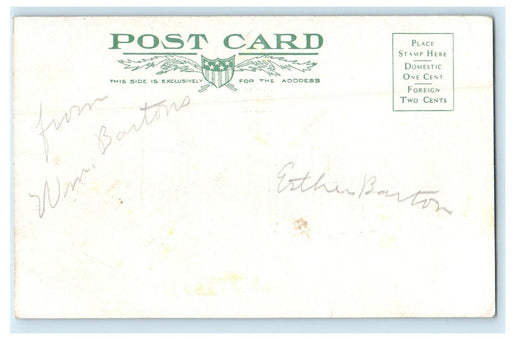 POST CARD
THIS SIDE IS EXCLUSIVELY FOR THE ADDRESS
PLACE
STAMP HERE
DOMESTIC
ONE CENT
FOREIGN
TWO CENTS
from
Wm. Bartons
Esther Barton